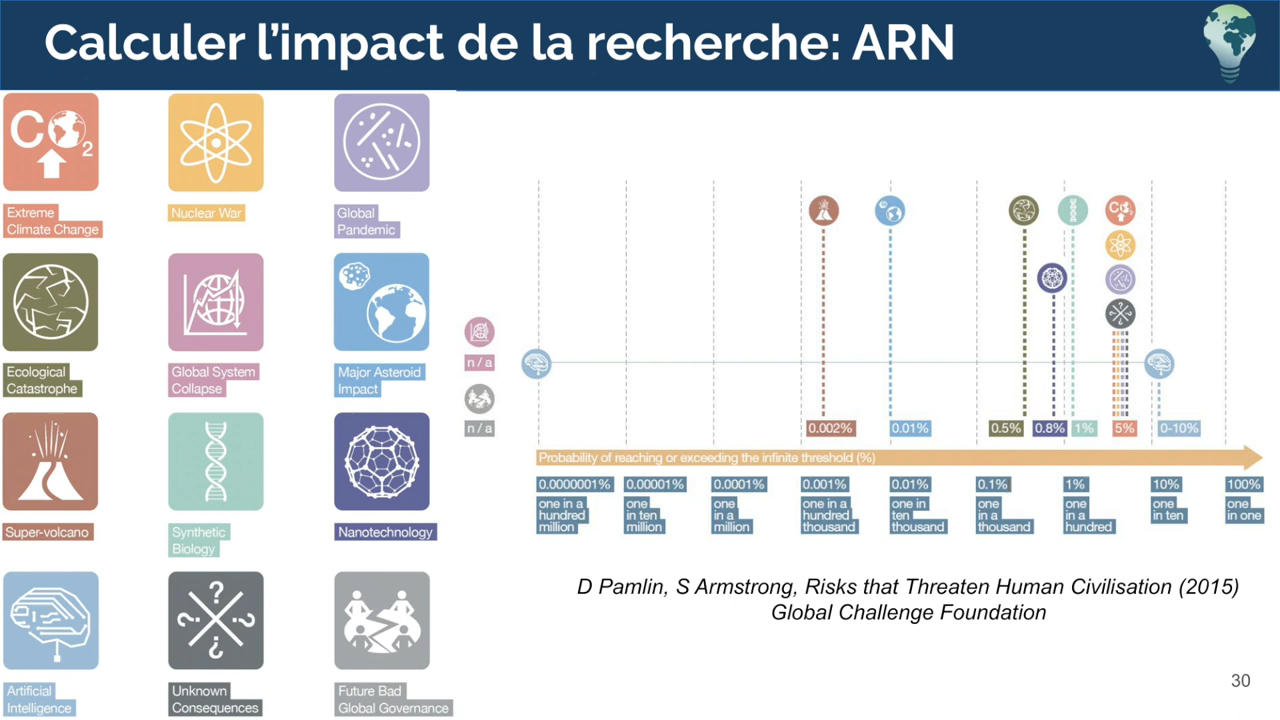 Calculer l'impact de la recherche: ARN
CO2
Extreme
Climate Change
Nuclear War
Global
Pandemic
Ecological
Catastrophe
Global System
Collapse
Major Asteroid
Impact
Super-volcano
Synthetic
Biology
Nanotechnology
Artificial
Intelligence
? ? ? ?
Unknown
Consequences
Future Bad
Global Governance
n / a
n / a
0.002%
0.01%
0.5%
0.8%
1%
5%
0-10%
Probability of reaching or exceeding the infinite threshold (%)
0.0000001%
one in a
hundred
million
0.00001%
one
in ten
million
0.0001%
one
in a
million
0.001%
one in a
hundred
thousand
0.01%
one in
ten
thousand
0.1%
one
in a
thousand
1%
one
in a
hundred
10%
one
in ten
100%
one
in one
D Pamlin, S Armstrong, Risks that Threaten Human Civilisation (2015)
Global Challenge Foundation
30